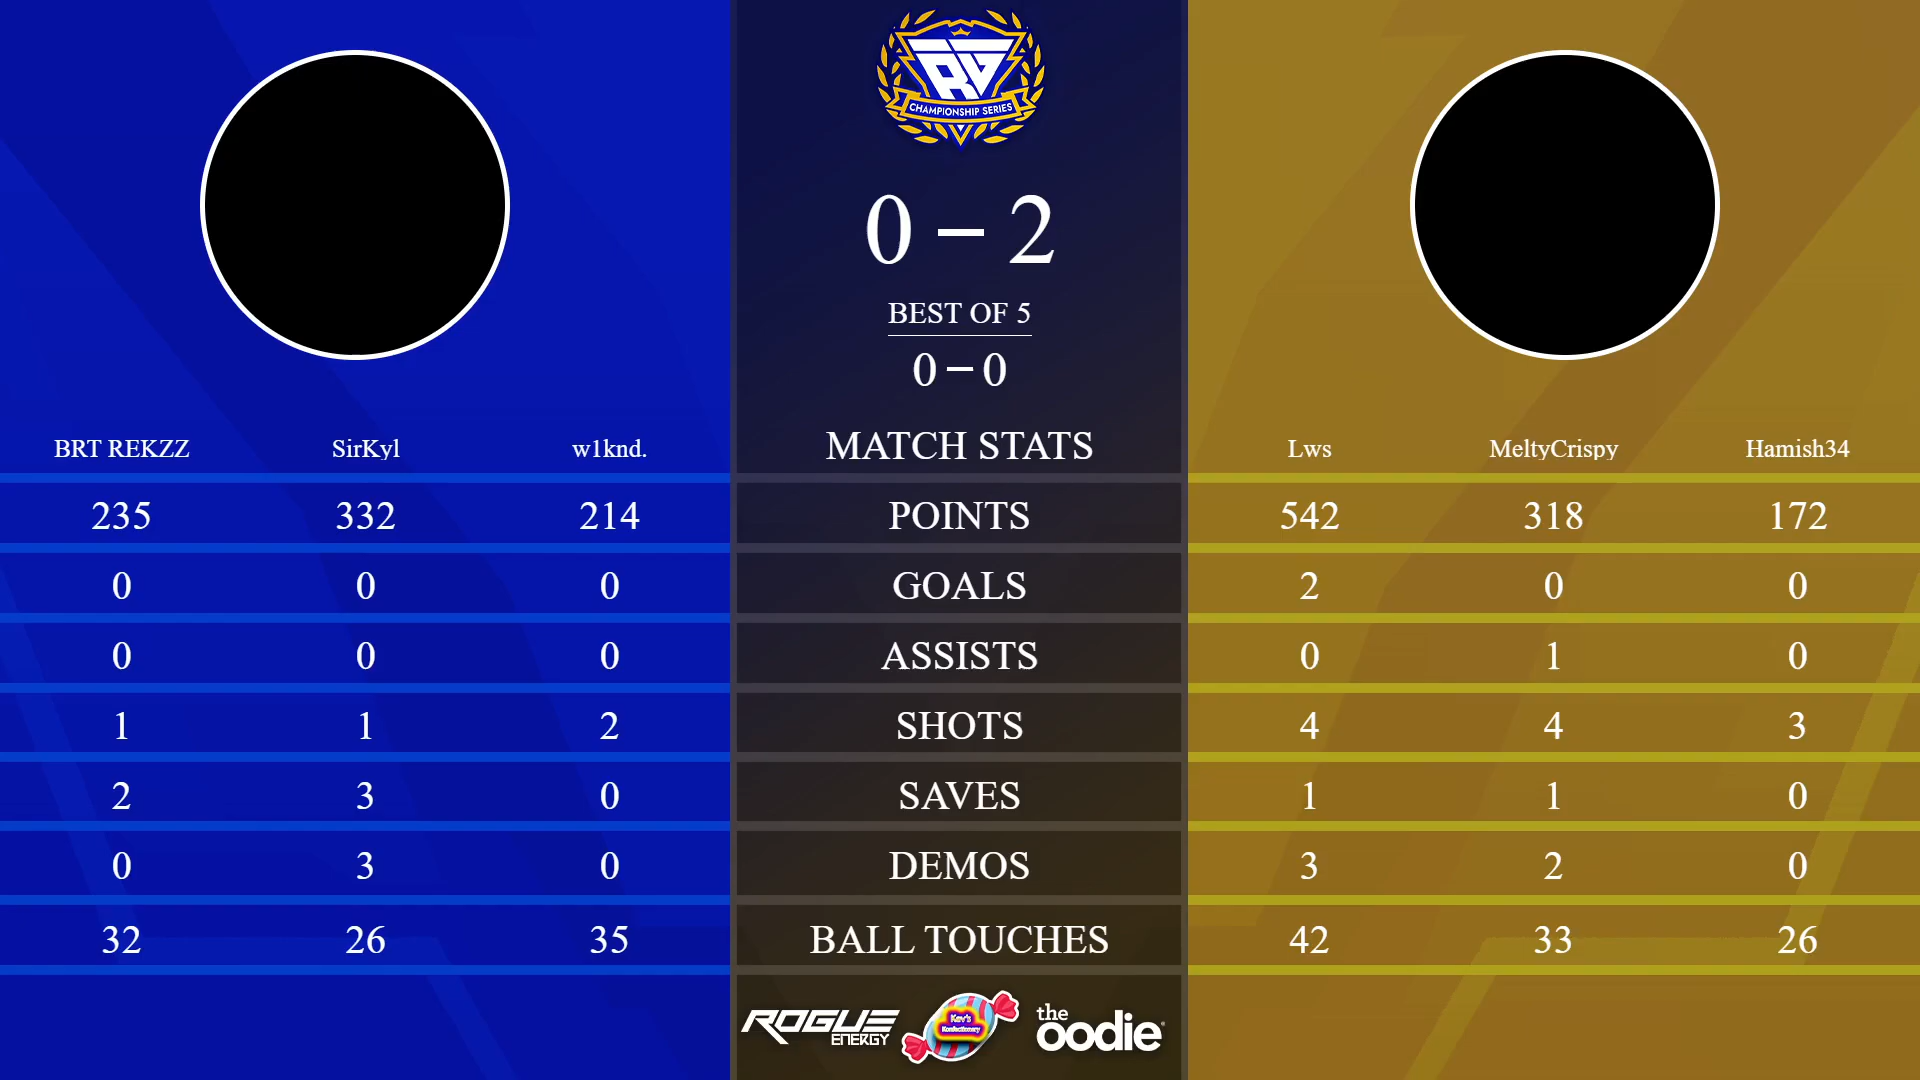 RA
CHAMPIONSHIP SERIES
0 – 2
BEST OF 5
0 – 0
BRT REKZZ SirKyl w1knd. MATCH STATS Lws MeltyCrispy Hamish34
235 332 214 POINTS 542 318 172
0 0 0 GOALS 2 0 0
0 0 0 ASSISTS 0 1 0
1 1 2 SHOTS 4 4 3
2 3 0 SAVES 1 1 0
0 3 0 DEMOS 3 2 0
32 26 35 BALL TOUCHES 42 33 26
ROGUE ENERGY
Kev's Konfectionery
the oodie